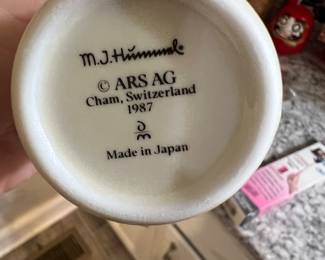 M.J. Hummel
© ARS AG
Cham, Switzerland
1987
Made in Japan